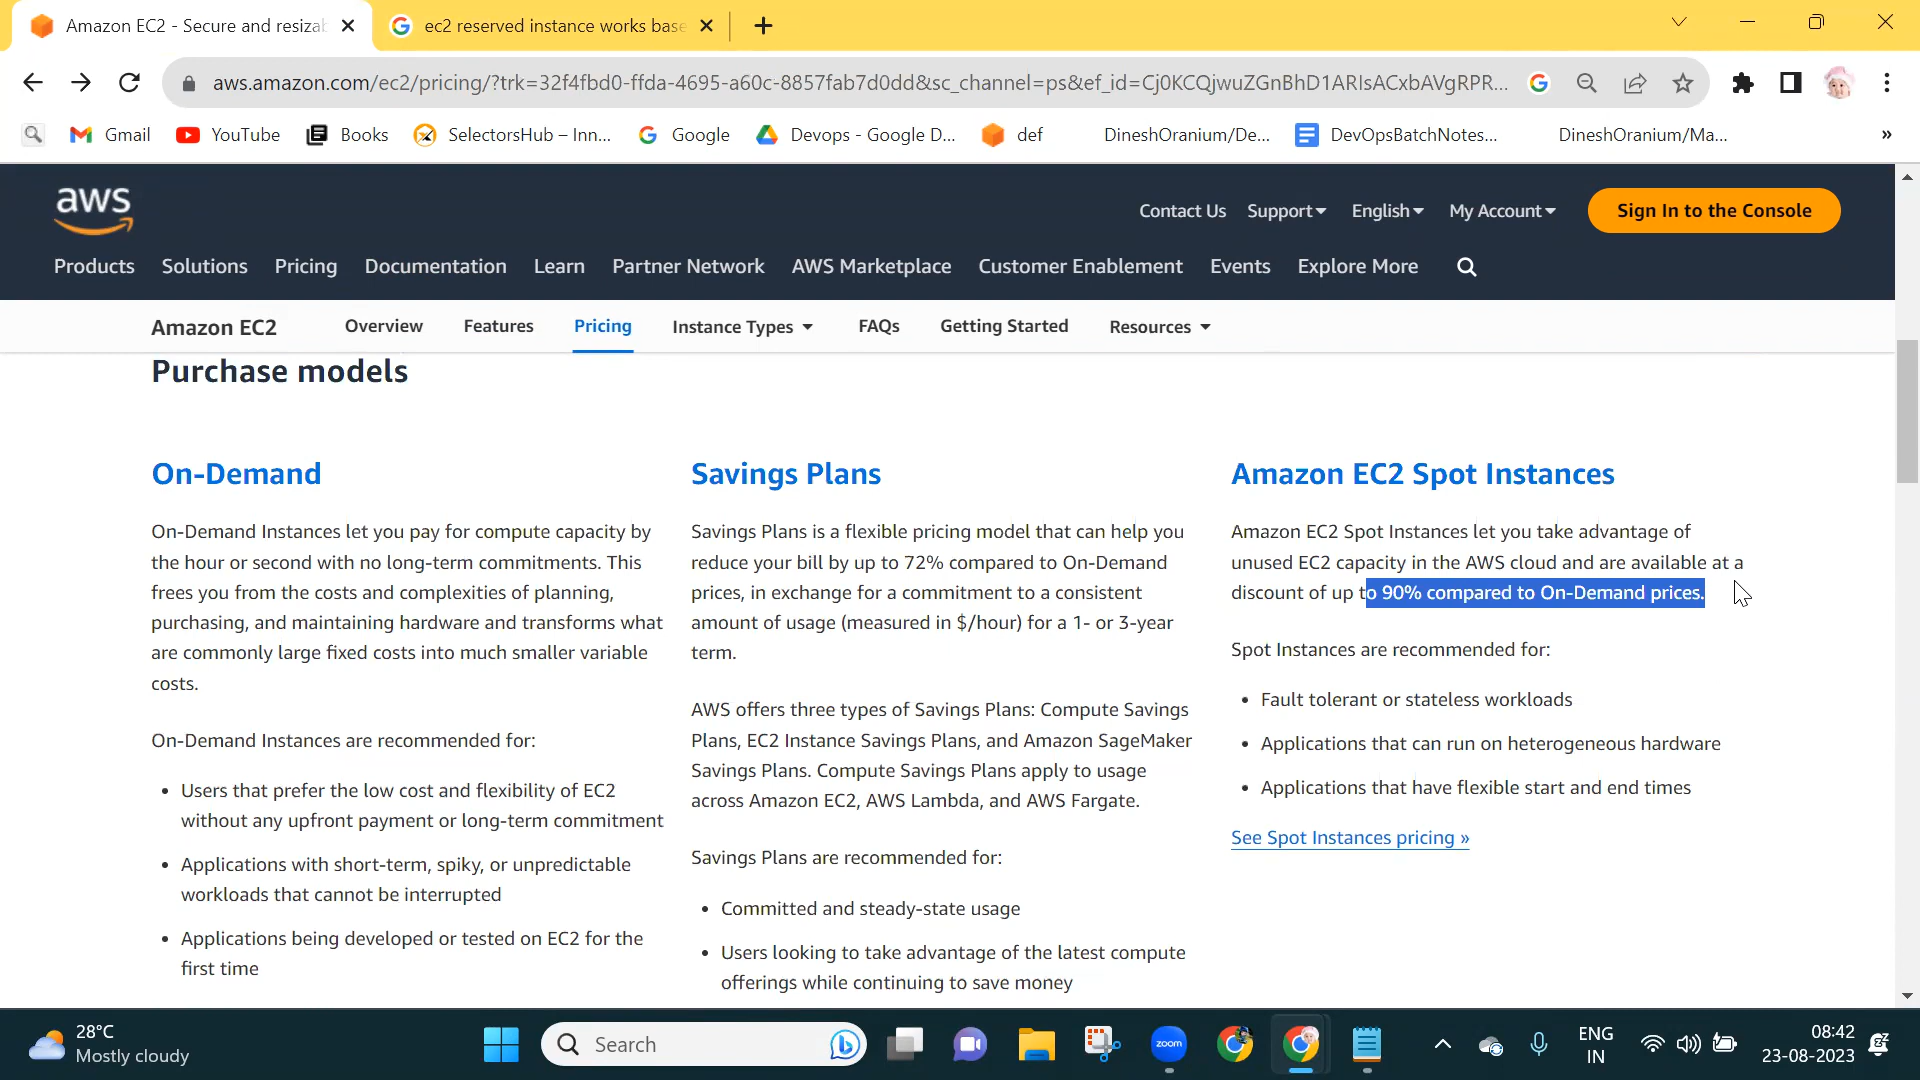 Amazon EC2 - Secure and resizab
ec2 reserved instance works base
aws.amazon.com/ec2/pricing/?trk=32f4fbd0-ffda-4695-a60c-8857fab7d0dd&sc_channel=ps&ef_id=Cj0KCQjwuZGnBhD1ARIsACxbAVgRPR...
Gmail YouTube Books SelectorsHub – Inn... Google Devops - Google D... def DineshOranium/De... DevOpsBatchNotes... DineshOranium/Ma... »
aws
Contact Us Support English My Account Sign In to the Console
Products Solutions Pricing Documentation Learn Partner Network AWS Marketplace Customer Enablement Events Explore More
Amazon EC2 Overview Features Pricing Instance Types FAQs Getting Started Resources
Purchase models
On-Demand
On-Demand Instances let you pay for compute capacity by
the hour or second with no long-term commitments. This
frees you from the costs and complexities of planning,
purchasing, and maintaining hardware and transforms what
are commonly large fixed costs into much smaller variable
costs.
On-Demand Instances are recommended for:
• Users that prefer the low cost and flexibility of EC2
without any upfront payment or long-term commitment
• Applications with short-term, spiky, or unpredictable
workloads that cannot be interrupted
• Applications being developed or tested on EC2 for the
first time
Savings Plans
Savings Plans is a flexible pricing model that can help you
reduce your bill by up to 72% compared to On-Demand
prices, in exchange for a commitment to a consistent
amount of usage (measured in $/hour) for a 1- or 3-year
term.
AWS offers three types of Savings Plans: Compute Savings
Plans, EC2 Instance Savings Plans, and Amazon SageMaker
Savings Plans. Compute Savings Plans apply to usage
across Amazon EC2, AWS Lambda, and AWS Fargate.
Savings Plans are recommended for:
• Committed and steady-state usage
• Users looking to take advantage of the latest compute
offerings while continuing to save money
Amazon EC2 Spot Instances
Amazon EC2 Spot Instances let you take advantage of
unused EC2 capacity in the AWS cloud and are available at a
discount of up to 90% compared to On-Demand prices.
Spot Instances are recommended for:
• Fault tolerant or stateless workloads
• Applications that can run on heterogeneous hardware
• Applications that have flexible start and end times
See Spot Instances pricing »
28°C
Mostly cloudy
Search
zoom
ENG
IN
08:42
23-08-2023